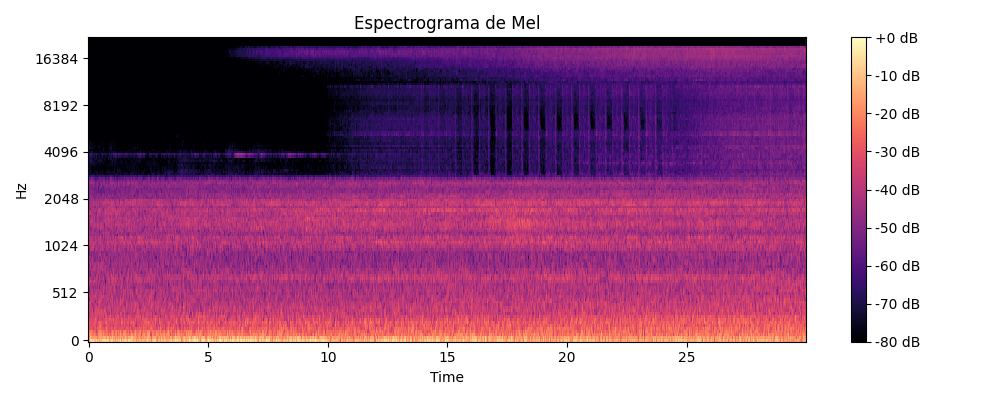 Espectrograma de Mel
Hz
16384
8192
4096
2048
1024
512
0
0 5 10 15 20 25
Time
+0 dB
-10 dB
-20 dB
-30 dB
-40 dB
-50 dB
-60 dB
-70 dB
-80 dB